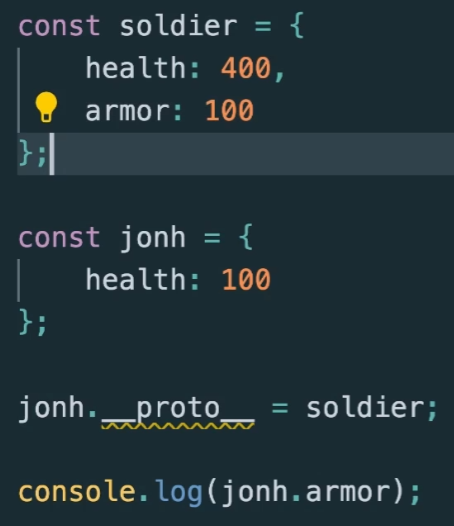 const soldier = {
    health: 400,
    armor: 100
};
const jonh = {
    health: 100
};
jonh.__proto__ = soldier;
console.log(jonh.armor);